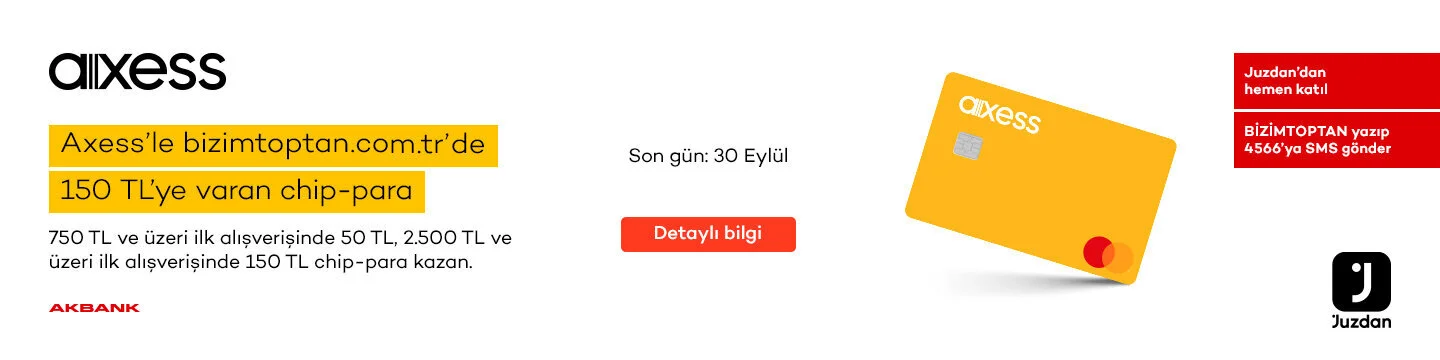 axess
Axess'le bizimtoptan.com.tr'de
150 TL'ye varan chip-para
750 TL ve üzeri ilk alışverişinde 50 TL, 2.500 TL ve
üzeri ilk alışverişinde 150 TL chip-para kazan.
AKBANK
Son gün: 30 Eylül
Detaylı bilgi
axess
Juzdan'dan
hemen katıl
BİZİMTOPTAN yazıp
4566'ya SMS gönder
Juzdan